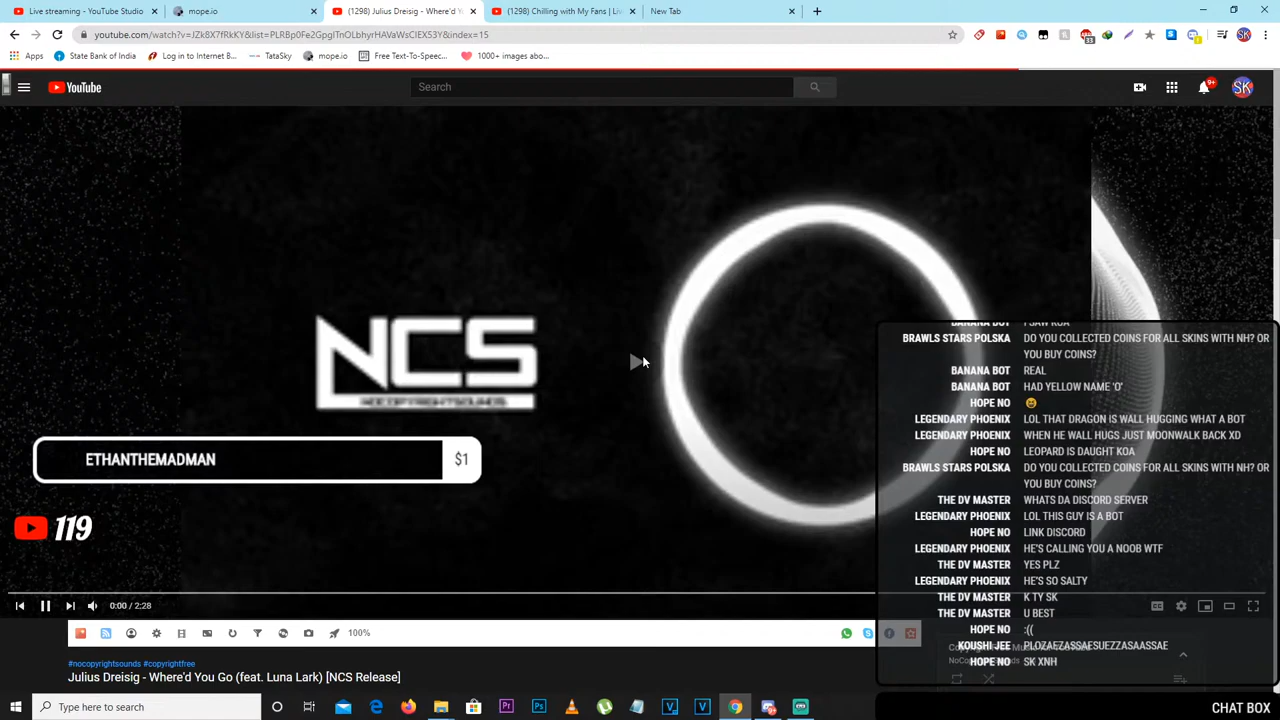 Live streaming - YouTube Studio
mope.io
(1298) Julius Dreisig - Where'd Y
(1298) Chilling with My Fans | Liv
New Tab
youtube.com/watch?v=JZk8X7fRkKY&list=PLRBp0Fe2GpglTnOLbhyrHAVaWsCIEX53Y&index=15
Apps
State Bank of India
Log in to Internet B...
TataSky
mope.io
Free Text-To-Speec...
1000+ images abo...
YouTube
Search
9+
SK
NCS
NOCOPYRIGHTSOUNDS
ETHANTHEMADMAN $1
119
BANANA BOT I SAW KOA
BRAWLS STARS POLSKA DO YOU COLLECTED COINS FOR ALL SKINS WITH NH? OR
YOU BUY COINS?
BANANA BOT REAL
BANANA BOT HAD YELLOW NAME 'O'
HOPE NO 😆
LEGENDARY PHOENIX LOL THAT DRAGON IS WALL HUGGING WHAT A BOT
LEGENDARY PHOENIX WHEN HE WALL HUGS JUST MOONWALK BACK XD
HOPE NO LEOPARD IS DAUGHT KOA
BRAWLS STARS POLSKA DO YOU COLLECTED COINS FOR ALL SKINS WITH NH? OR
YOU BUY COINS?
THE DV MASTER WHATS DA DISCORD SERVER
LEGENDARY PHOENIX LOL THIS GUY IS A BOT
HOPE NO LINK DISCORD
LEGENDARY PHOENIX HE'S CALLING YOU A NOOB WTF
THE DV MASTER YES PLZ
LEGENDARY PHOENIX HE'S SO SALTY
THE DV MASTER K TY SK
THE DV MASTER U BEST
HOPE NO :((
KOUSHI JEE PLOZAEZASSAESUEZZASAASSAE
HOPE NO SK XNH
0:00 / 2:28
100%
#nocopyrightsounds #copyrightfree
Julius Dreisig - Where'd You Go (feat. Luna Lark) [NCS Release]
Type here to search
CHAT BOX